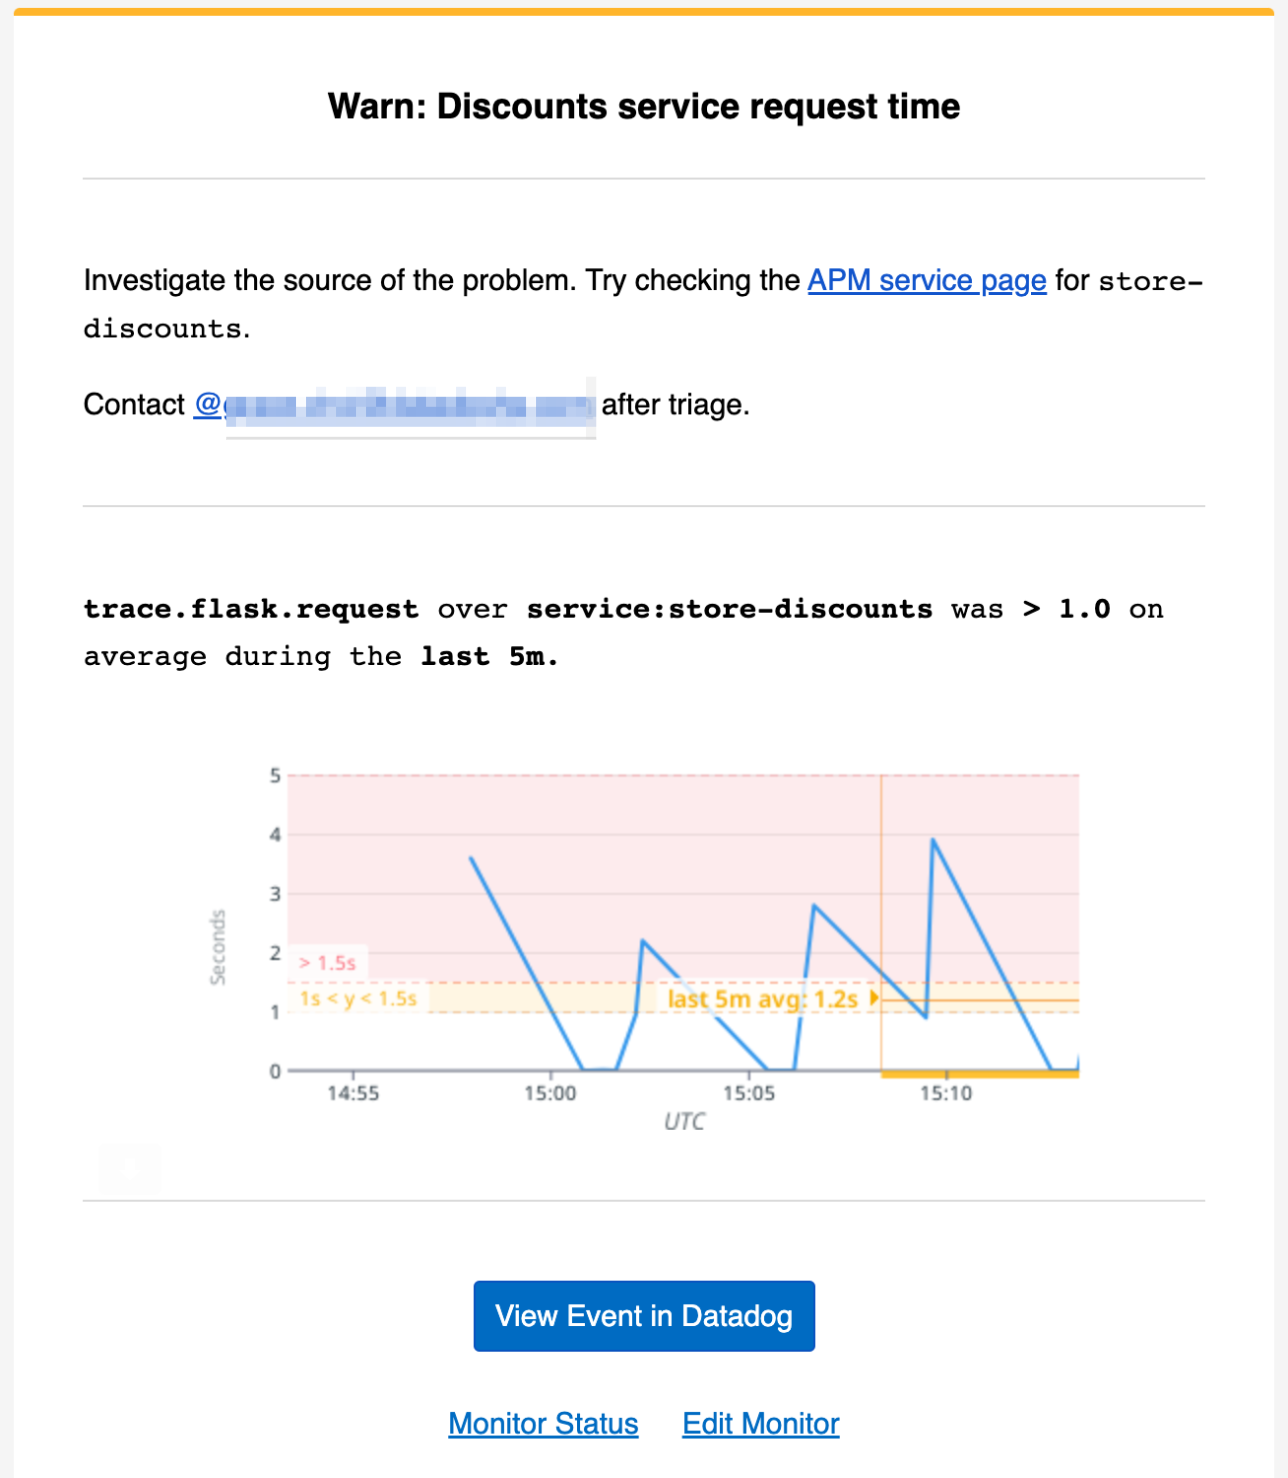 Warn: Discounts service request time
Investigate the source of the problem. Try checking the APM service page for store-
discounts.
Contact @ after triage.
trace.flask.request over service:store-discounts was > 1.0 on
average during the last 5m.
5
4
3
2
1
0
Seconds
> 1.5s
1s < y < 1.5s
last 5m avg: 1.2s
14:55 15:00 15:05 15:10
UTC
View Event in Datadog
Monitor Status Edit Monitor